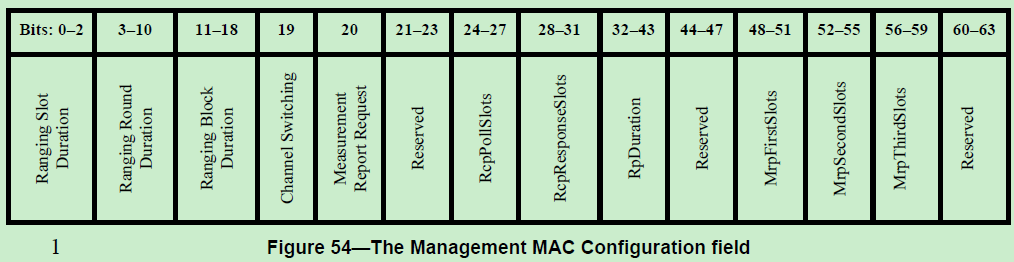 Bits: 0–2 3–10 11–18 19 20 21–23 24–27 28–31 32–43 44–47 48–51 52–55 56–59 60–63
Ranging Slot
Duration
Ranging Round
Duration
Ranging Block
Duration
Channel Switching
Measurement
Report Request
Reserved
RcpPollSlots
RcpResponseSlots
RpDuration
Reserved
MrpFirstSlots
MrpSecondSlots
MrpThirdSlots
Reserved
1 Figure 54—The Management MAC Configuration field